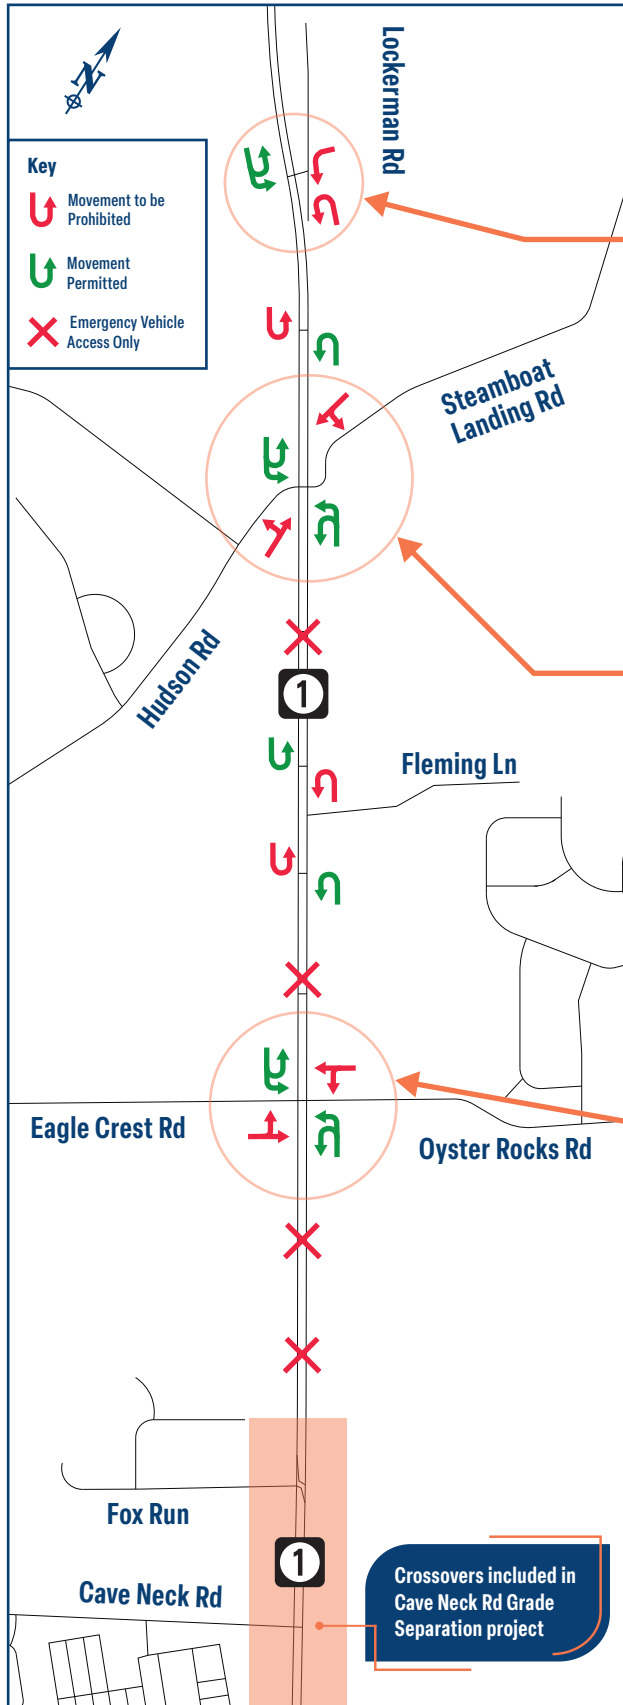 N
Lockerman Rd
Key
Movement to be
Prohibited
Movement
Permitted
Emergency Vehicle
Access Only
Steamboat
Landing Rd
Hudson Rd
1
Fleming Ln
Eagle Crest Rd
Oyster Rocks Rd
Fox Run
1
Cave Neck Rd
Crossovers included in
Cave Neck Rd Grade
Separation project